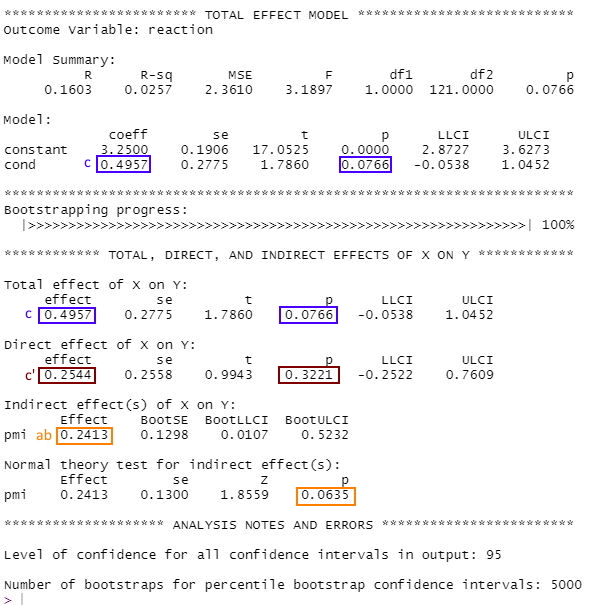 *********************** TOTAL EFFECT MODEL ***************************
Outcome Variable: reaction
Model Summary:
R R-sq MSE F df1 df2 p
0.1603 0.0257 2.3610 3.1897 1.0000 121.0000 0.0766
Model:
coeff se t p LLCI ULCI
constant 3.2500 0.1906 17.0525 0.0000 2.8727 3.6273
cond c 0.4957 0.2775 1.7860 0.0766 -0.0538 1.0452
***********************************************************************
Bootstrapping progress:
|>>>>>>>>>>>>>>>>>>>>>>>>>>>>>>>>>>>>>>>>>>>>>>>>>>>>>>>>>>>>>>| 100%
************ TOTAL, DIRECT, AND INDIRECT EFFECTS OF X ON Y ************
Total effect of X on Y:
effect se t p LLCI ULCI
c 0.4957 0.2775 1.7860 0.0766 -0.0538 1.0452
Direct effect of X on Y:
effect se t p LLCI ULCI
c' 0.2544 0.2558 0.9943 0.3221 -0.2522 0.7609
Indirect effect(s) of X on Y:
Effect BootSE BootLLCI BootULCI
pmi ab 0.2413 0.1298 0.0107 0.5232
Normal theory test for indirect effect(s):
Effect se Z p
pmi 0.2413 0.1300 1.8559 0.0635
******************** ANALYSIS NOTES AND ERRORS ************************
Level of confidence for all confidence intervals in output: 95
Number of bootstraps for percentile bootstrap confidence intervals: 5000
> |